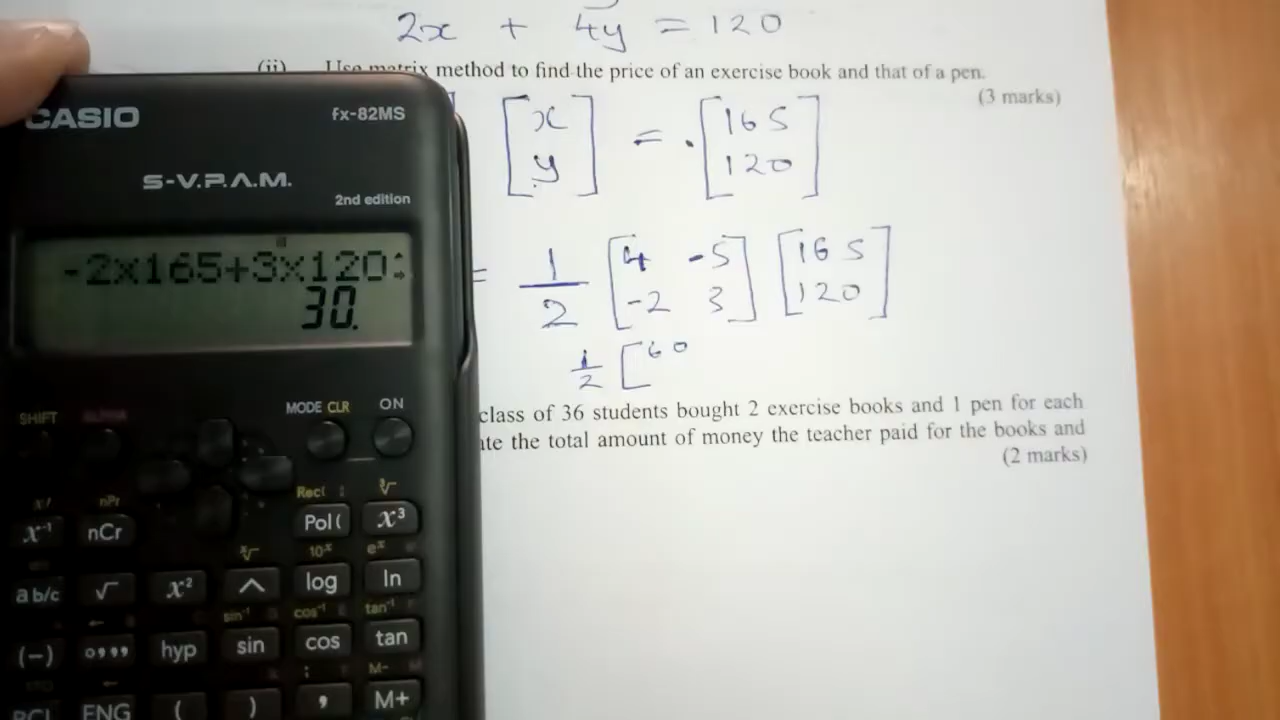 2x + 4y = 120
(ii) Use matrix method to find the price of an exercise book and that of a pen.
(3 marks)
[x y] = . [165 120]
= 1/2 [4 -5 -2 3] [165 120]
1/2 [60
class of 36 students bought 2 exercise books and 1 pen for each
the total amount of money the teacher paid for the books and
(2 marks)
CASIO fx-82MS
S-V.P.A.M.
2nd edition
-2x165+3x120
30.
MODE CLR ON
SHIFT ALPHA
x! nPr Rec( : ³√
x⁻¹ nCr Pol( x³
x√ 10ˣ eˣ
a b/c √ x² ^ log ln
sin⁻¹ cos⁻¹ tan⁻¹
(-) o,,, hyp sin cos tan
; M- M
RCL ENG ( ) , M+